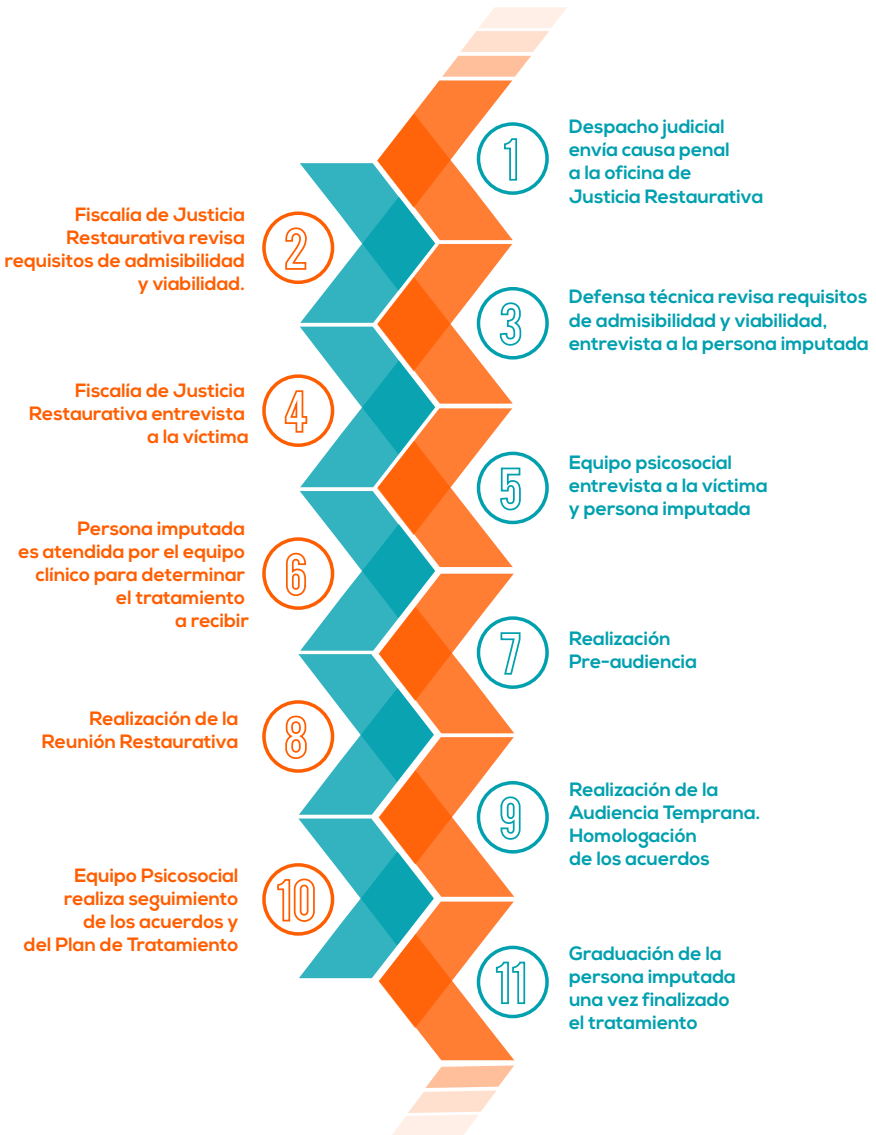 1
Despacho judicial
envía causa penal
a la oficina de
Justicia Restaurativa
2
Fiscalía de Justicia
Restaurativa revisa
requisitos de admisibilidad
y viabilidad.
3
Defensa técnica revisa requisitos
de admisibilidad y viabilidad,
entrevista a la persona imputada
4
Fiscalía de Justicia
Restaurativa entrevista
a la víctima
5
Equipo psicosocial
entrevista a la víctima
y persona imputada
6
Persona imputada
es atendida por el equipo
clínico para determinar
el tratamiento
a recibir
7
Realización
Pre-audiencia
8
Realización de la
Reunión Restaurativa
9
Realización de la
Audiencia Temprana.
Homologación
de los acuerdos
10
Equipo Psicosocial
realiza seguimiento
de los acuerdos y
del Plan de Tratamiento
11
Graduación de la
persona imputada
una vez finalizado
el tratamiento